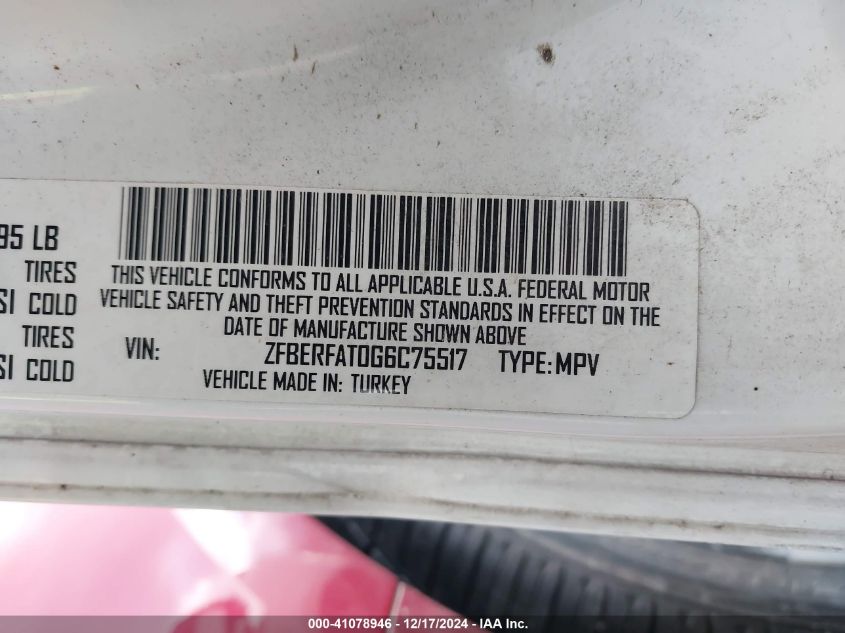 95 LB
TIRES
SI COLD
TIRES
SI COLD
THIS VEHICLE CONFORMS TO ALL APPLICABLE U.S.A. FEDERAL MOTOR
VEHICLE SAFETY AND THEFT PREVENTION STANDARDS IN EFFECT ON THE
DATE OF MANUFACTURE SHOWN ABOVE
VIN: ZFBERFAT0G6C75517 TYPE: MPV
VEHICLE MADE IN: TURKEY
000-41078946 - 12/17/2024 - IAA Inc.